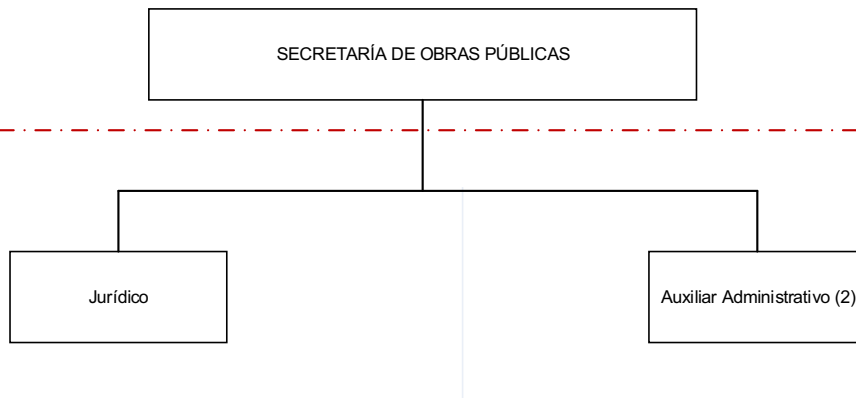 SECRETARÍA DE OBRAS PÚBLICAS
Jurídico
Auxiliar Administrativo (2)